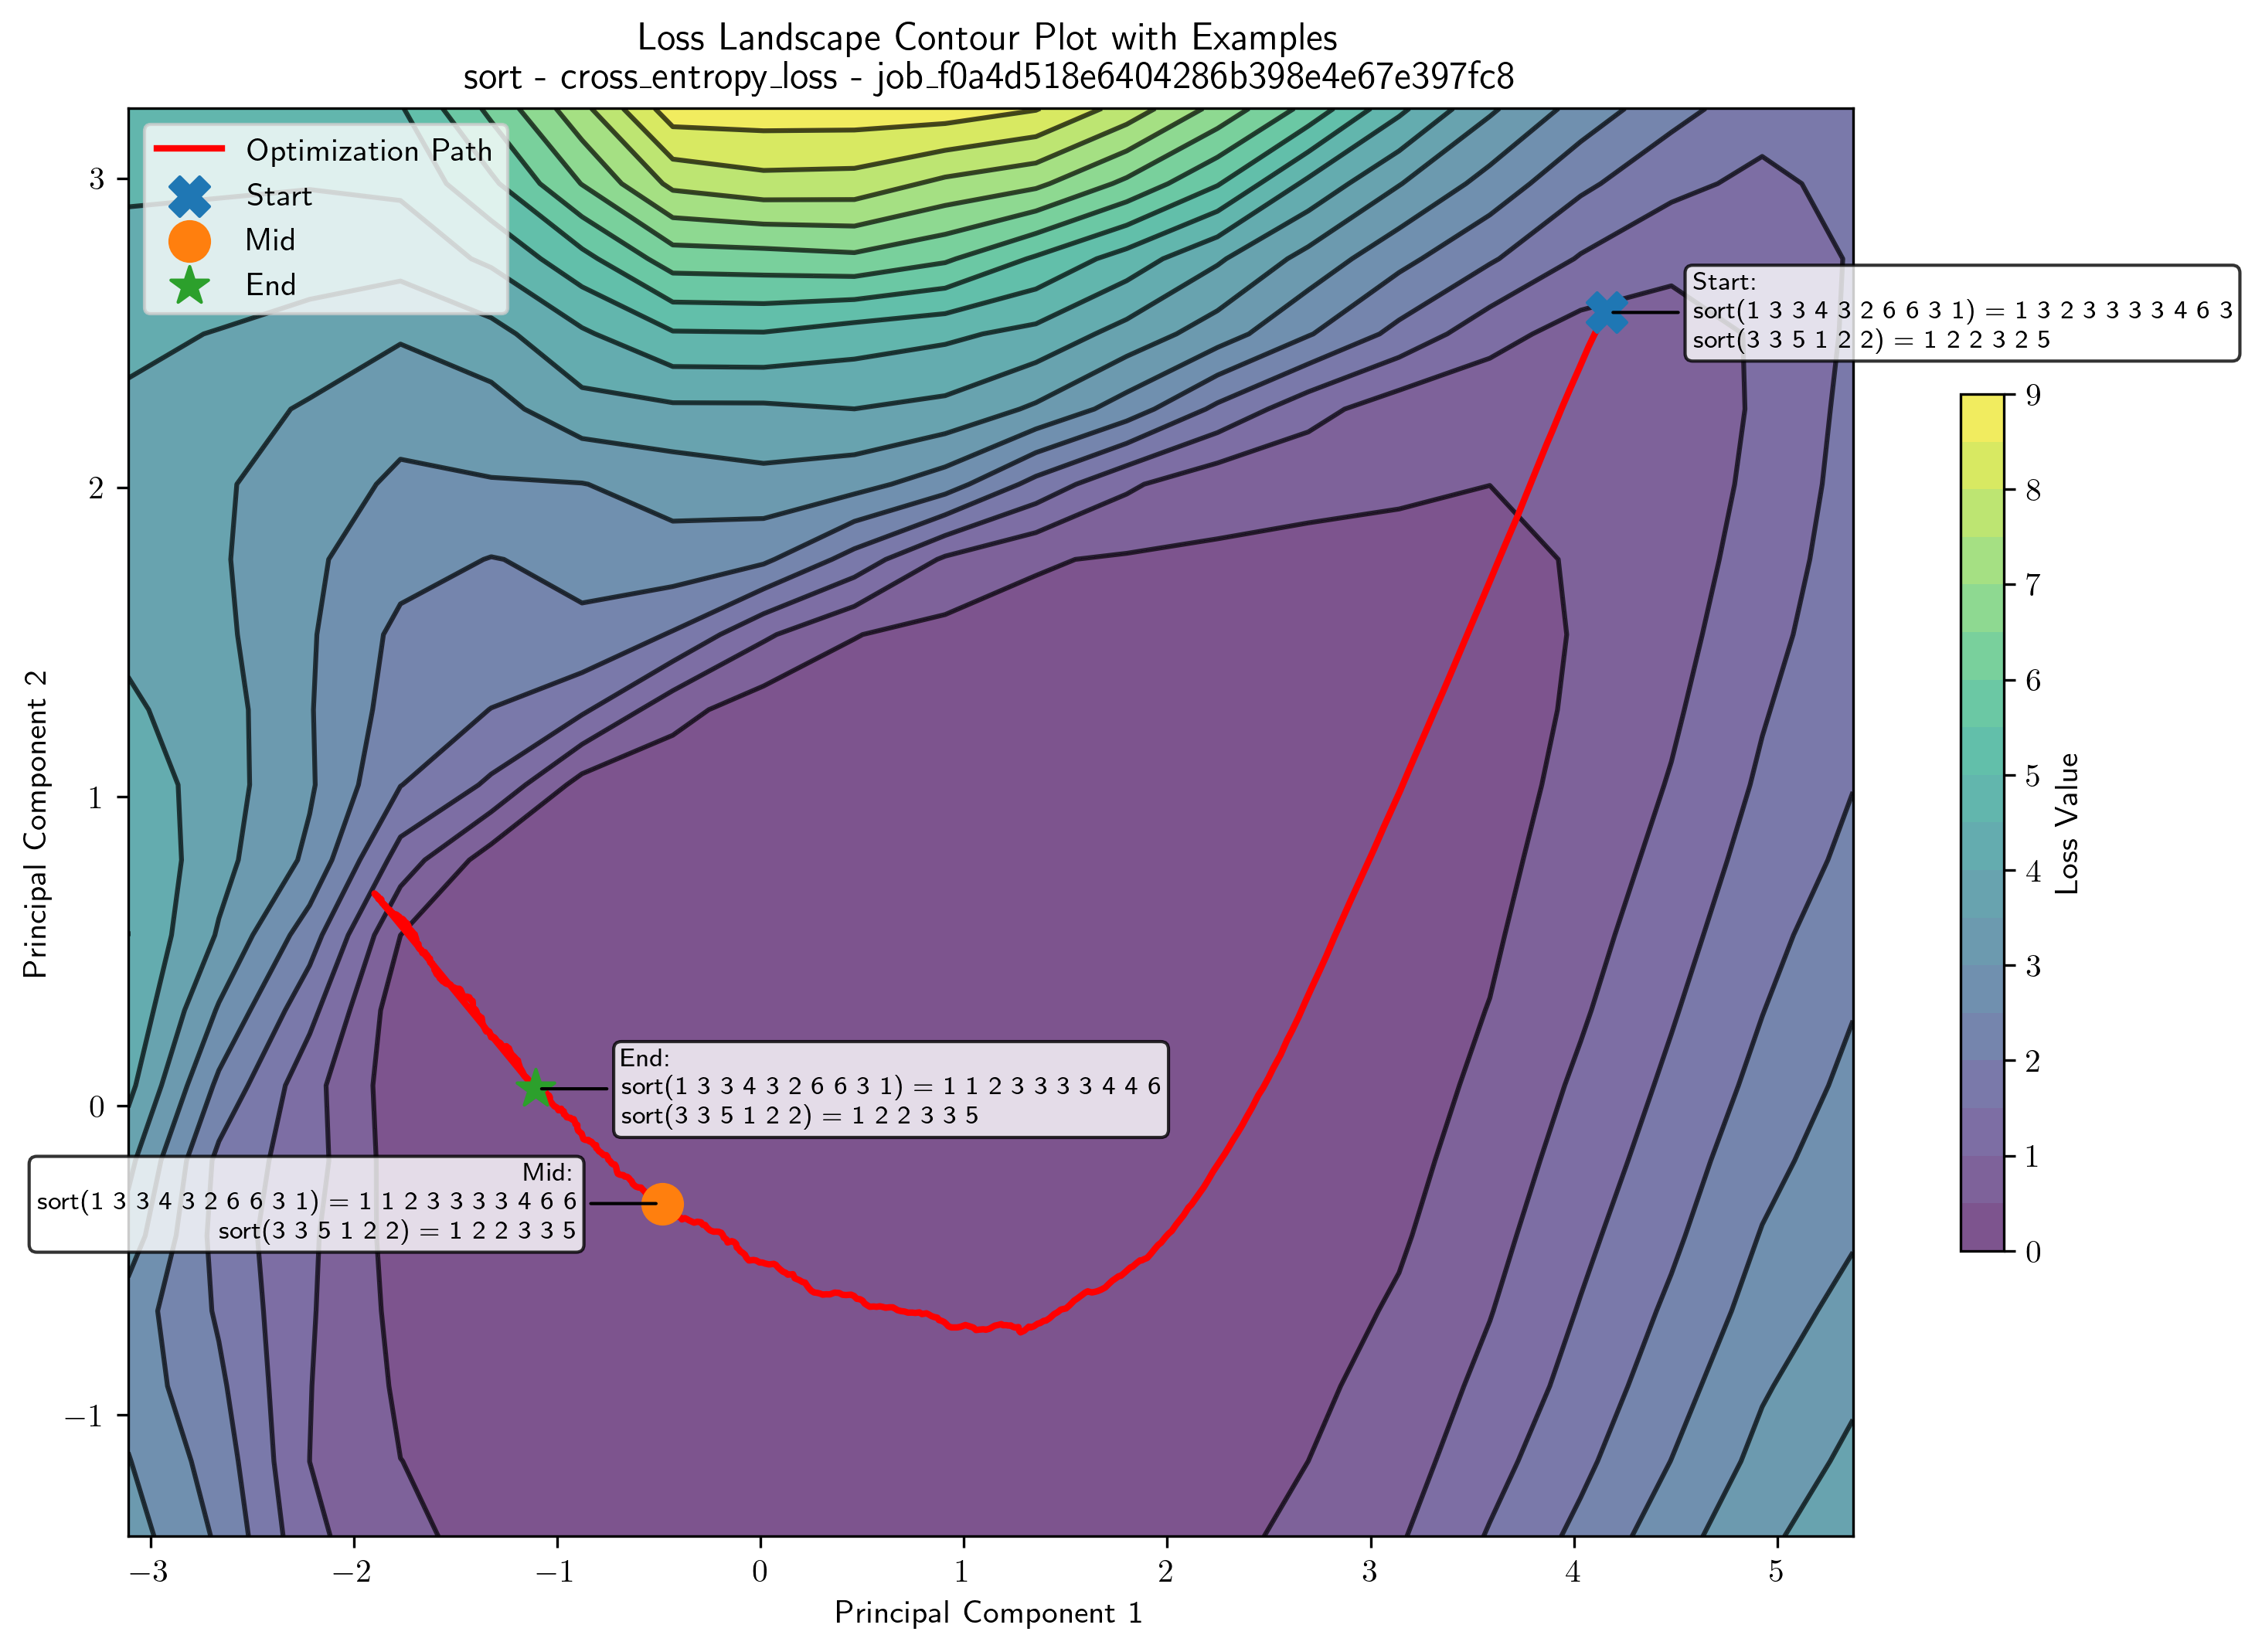 Loss Landscape Contour Plot with Examples
sort - cross_entropy_loss - job_f0a4d518e6404286b398e4e67e397fc8
Optimization Path
Start
Mid
End
Start:
sort(1 3 3 4 3 2 6 6 3 1) = 1 3 2 3 3 3 3 4 6 3
sort(3 3 5 1 2 2) = 1 2 2 3 2 5
End:
sort(1 3 3 4 3 2 6 6 3 1) = 1 1 2 3 3 3 3 4 4 6
sort(3 3 5 1 2 2) = 1 2 2 3 3 5
Mid:
sort(1 3 3 4 3 2 6 6 3 1) = 1 1 2 3 3 3 3 4 6 6
sort(3 3 5 1 2 2) = 1 2 2 3 3 5
3
2
1
0
−1
Principal Component 2
−3 −2 −1 0 1 2 3 4 5
Principal Component 1
9
8
7
6
5
4
3
2
1
0
Loss Value